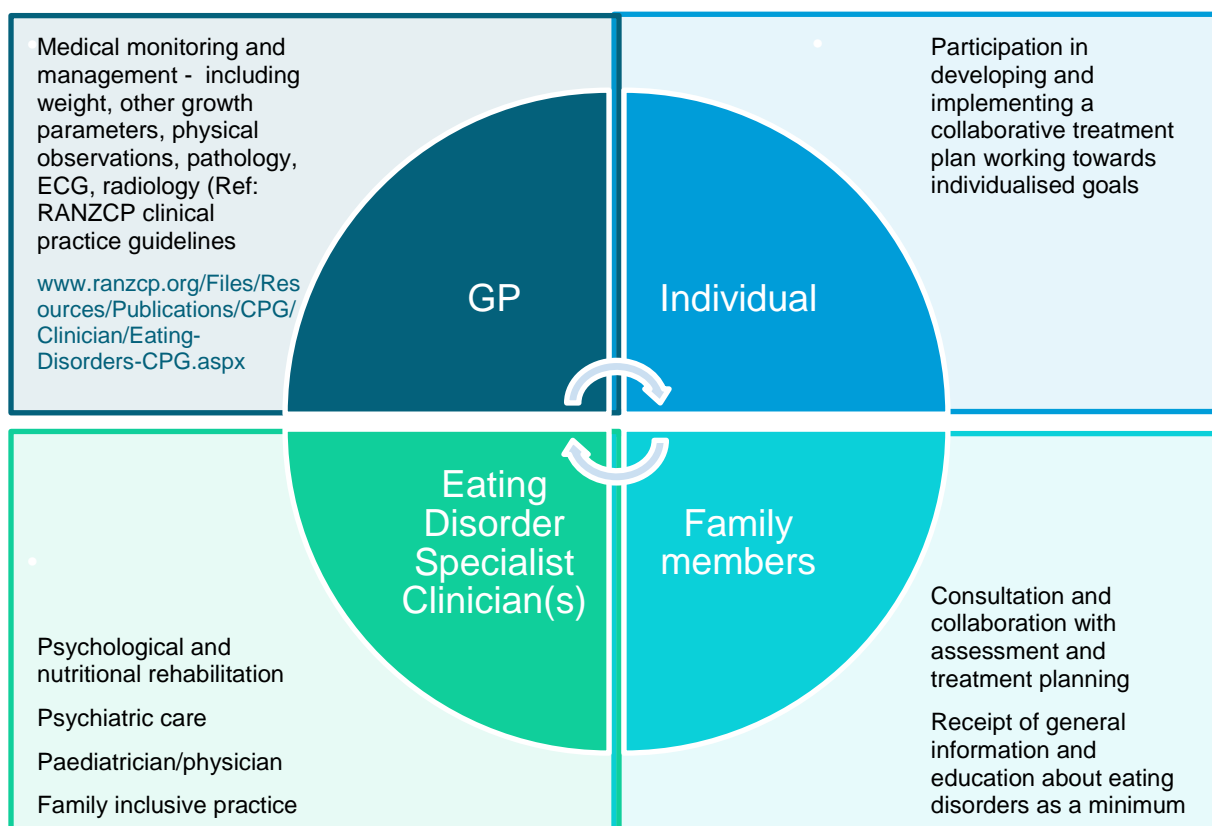 Medical monitoring and
management -  including
weight, other growth
parameters, physical
observations, pathology,
ECG, radiology (Ref:
RANZCP clinical
practice guidelines
www.ranzcp.org/Files/Res
ources/Publications/CPG/
Clinician/Eating-
Disorders-CPG.aspx
GP
Individual
Participation in
developing and
implementing a
collaborative treatment
plan working towards
individualised goals
Eating
Disorder
Specialist
Clinician(s)
Family
members
Psychological and
nutritional rehabilitation
Psychiatric care
Paediatrician/physician
Family inclusive practice
Consultation and
collaboration with
assessment and
treatment planning
Receipt of general
information and
education about eating
disorders as a minimum